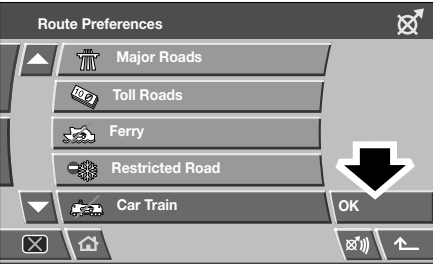 Route Preferences
Major Roads
Toll Roads
Ferry
Restricted Road
Car Train
OK